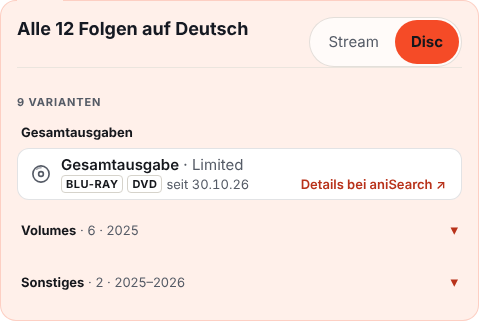 Alle 12 Folgen auf Deutsch
Stream Disc
9 VARIANTEN
Gesamtausgaben
Gesamtausgabe · Limited
BLU-RAY DVD seit 30.10.26 Details bei aniSearch ↗
Volumes · 6 · 2025 ▼
Sonstiges · 2 · 2025–2026 ▼